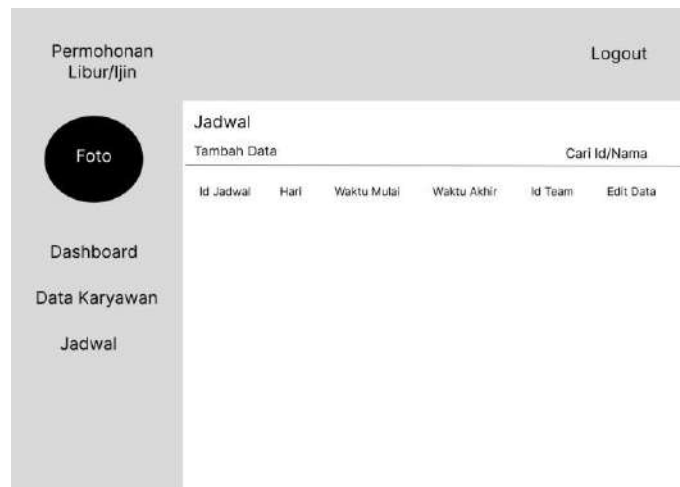 Permohonan
Libur/Ijin
Logout
Foto
Dashboard
Data Karyawan
Jadwal
Jadwal
Tambah Data
Cari Id/Nama
Id Jadwal Hari Waktu Mulai Waktu Akhir Id Team Edit Data